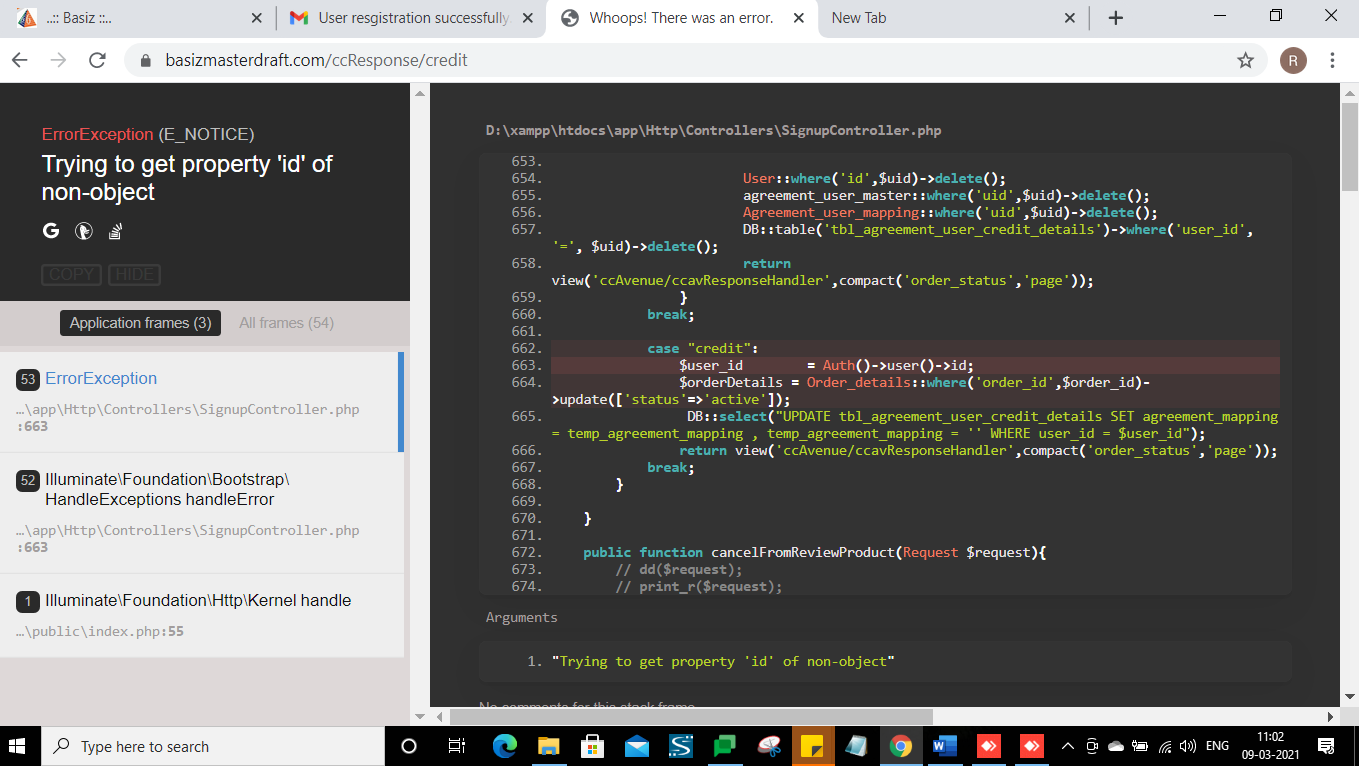 ..:: Basiz ::..
User resgistration successfully
Whoops! There was an error.
New Tab
basizmasterdraft.com/ccResponse/credit
R
ErrorException (E_NOTICE)
Trying to get property 'id' of
non-object
COPY HIDE
Application frames (3) All frames (54)
53 ErrorException
…\app\Http\Controllers\SignupController.php
:663
52 Illuminate\Foundation\Bootstrap\
HandleExceptions handleError
…\app\Http\Controllers\SignupController.php
:663
1 Illuminate\Foundation\Http\Kernel handle
…\public\index.php:55
D:\xampp\htdocs\app\Http\Controllers\SignupController.php
653.
654. User::where('id',$uid)->delete();
655. agreement_user_master::where('uid',$uid)->delete();
656. Agreement_user_mapping::where('uid',$uid)->delete();
657. DB::table('tbl_agreement_user_credit_details')->where('user_id',
'=', $uid)->delete();
658. return
view('ccAvenue/ccavResponseHandler',compact('order_status','page'));
659. }
660. break;
661.
662. case "credit":
663. $user_id = Auth()->user()->id;
664. $orderDetails = Order_details::where('order_id',$order_id)-
>update(['status'=>'active']);
665. DB::select("UPDATE tbl_agreement_user_credit_details SET agreement_mapping
= temp_agreement_mapping , temp_agreement_mapping = '' WHERE user_id = $user_id");
666. return view('ccAvenue/ccavResponseHandler',compact('order_status','page'));
667. break;
668. }
669.
670. }
671.
672. public function cancelFromReviewProduct(Request $request){
673. // dd($request);
674. // print_r($request);
Arguments
1. "Trying to get property 'id' of non-object"
No comments for this stack frame.
Type here to search
ENG
11:02
09-03-2021